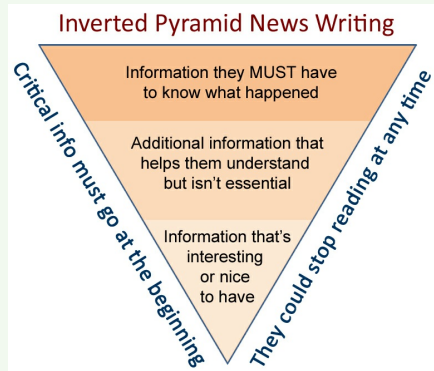 Inverted Pyramid News Writing
Critical info must go at the beginning
They could stop reading at any time
Information they MUST have
to know what happened
Additional information that
helps them understand
but isn't essential
Information that's
interesting
or nice
to have